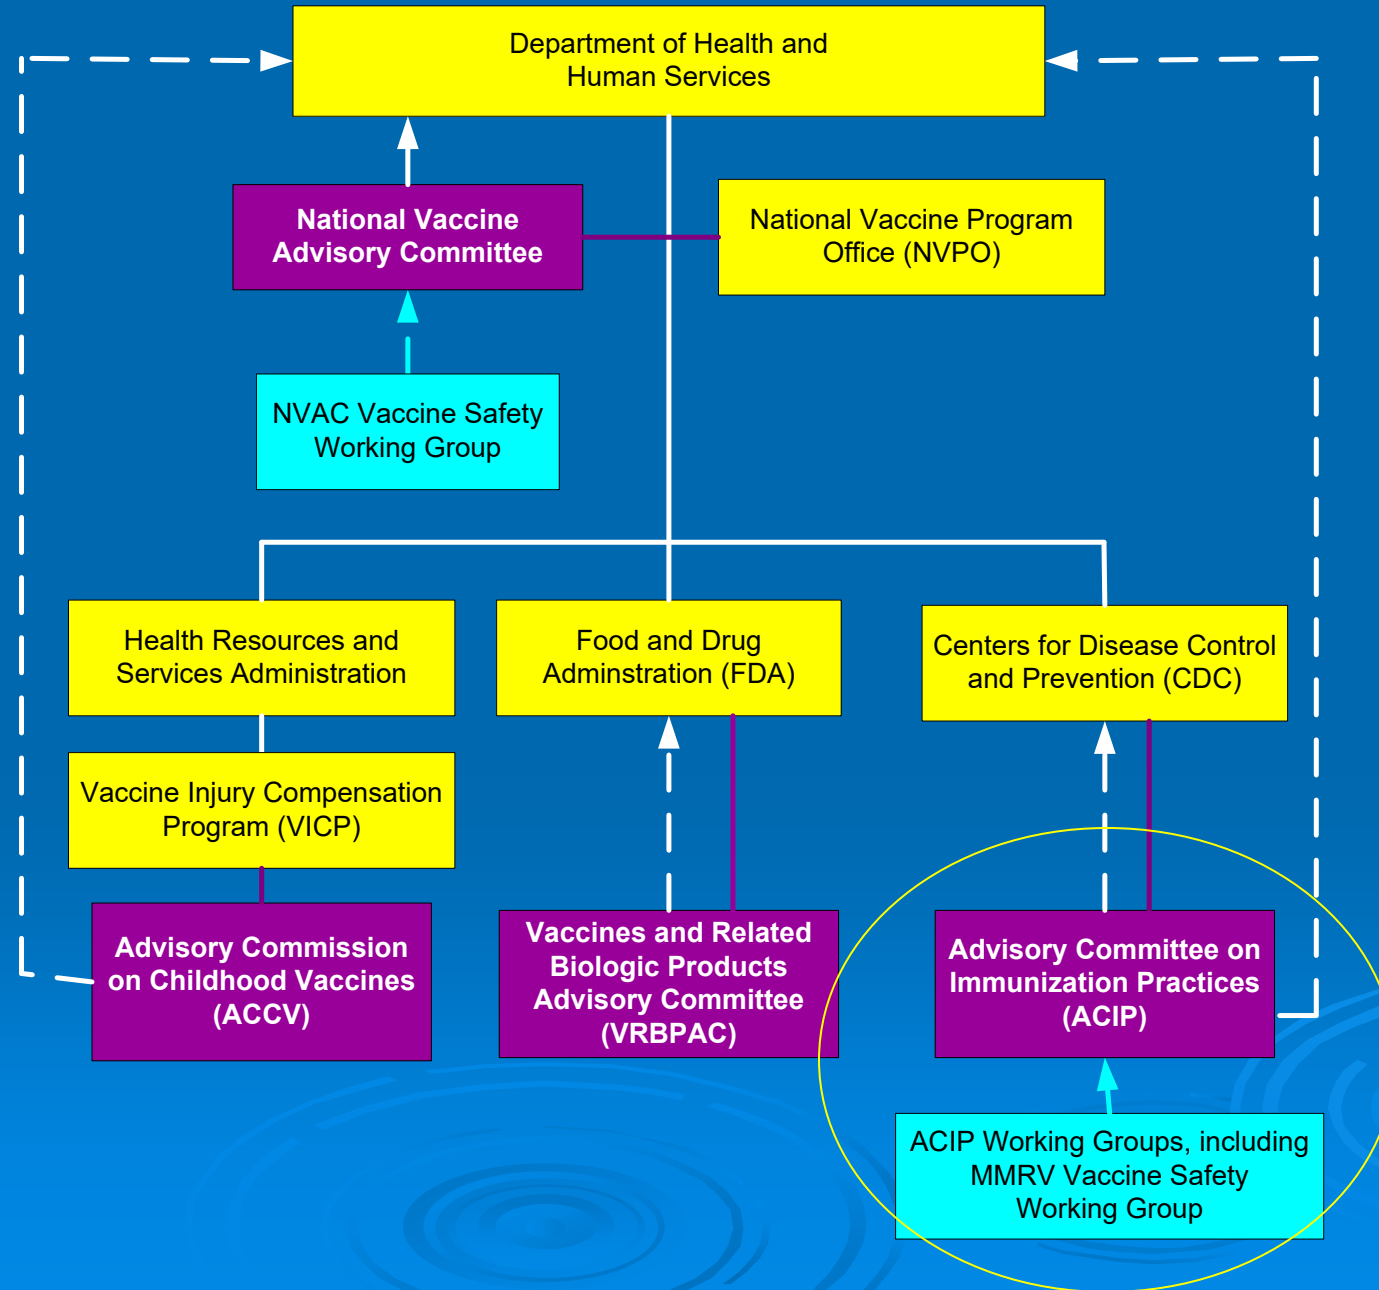 Department of Health and
Human Services
National Vaccine
Advisory Committee
National Vaccine Program
Office (NVPO)
NVAC Vaccine Safety
Working Group
Health Resources and
Services Administration
Food and Drug
Adminstration (FDA)
Centers for Disease Control
and Prevention (CDC)
Vaccine Injury Compensation
Program (VICP)
Advisory Commission
on Childhood Vaccines
(ACCV)
Vaccines and Related
Biologic Products
Advisory Committee
(VRBPAC)
Advisory Committee on
Immunization Practices
(ACIP)
ACIP Working Groups, including
MMRV Vaccine Safety
Working Group